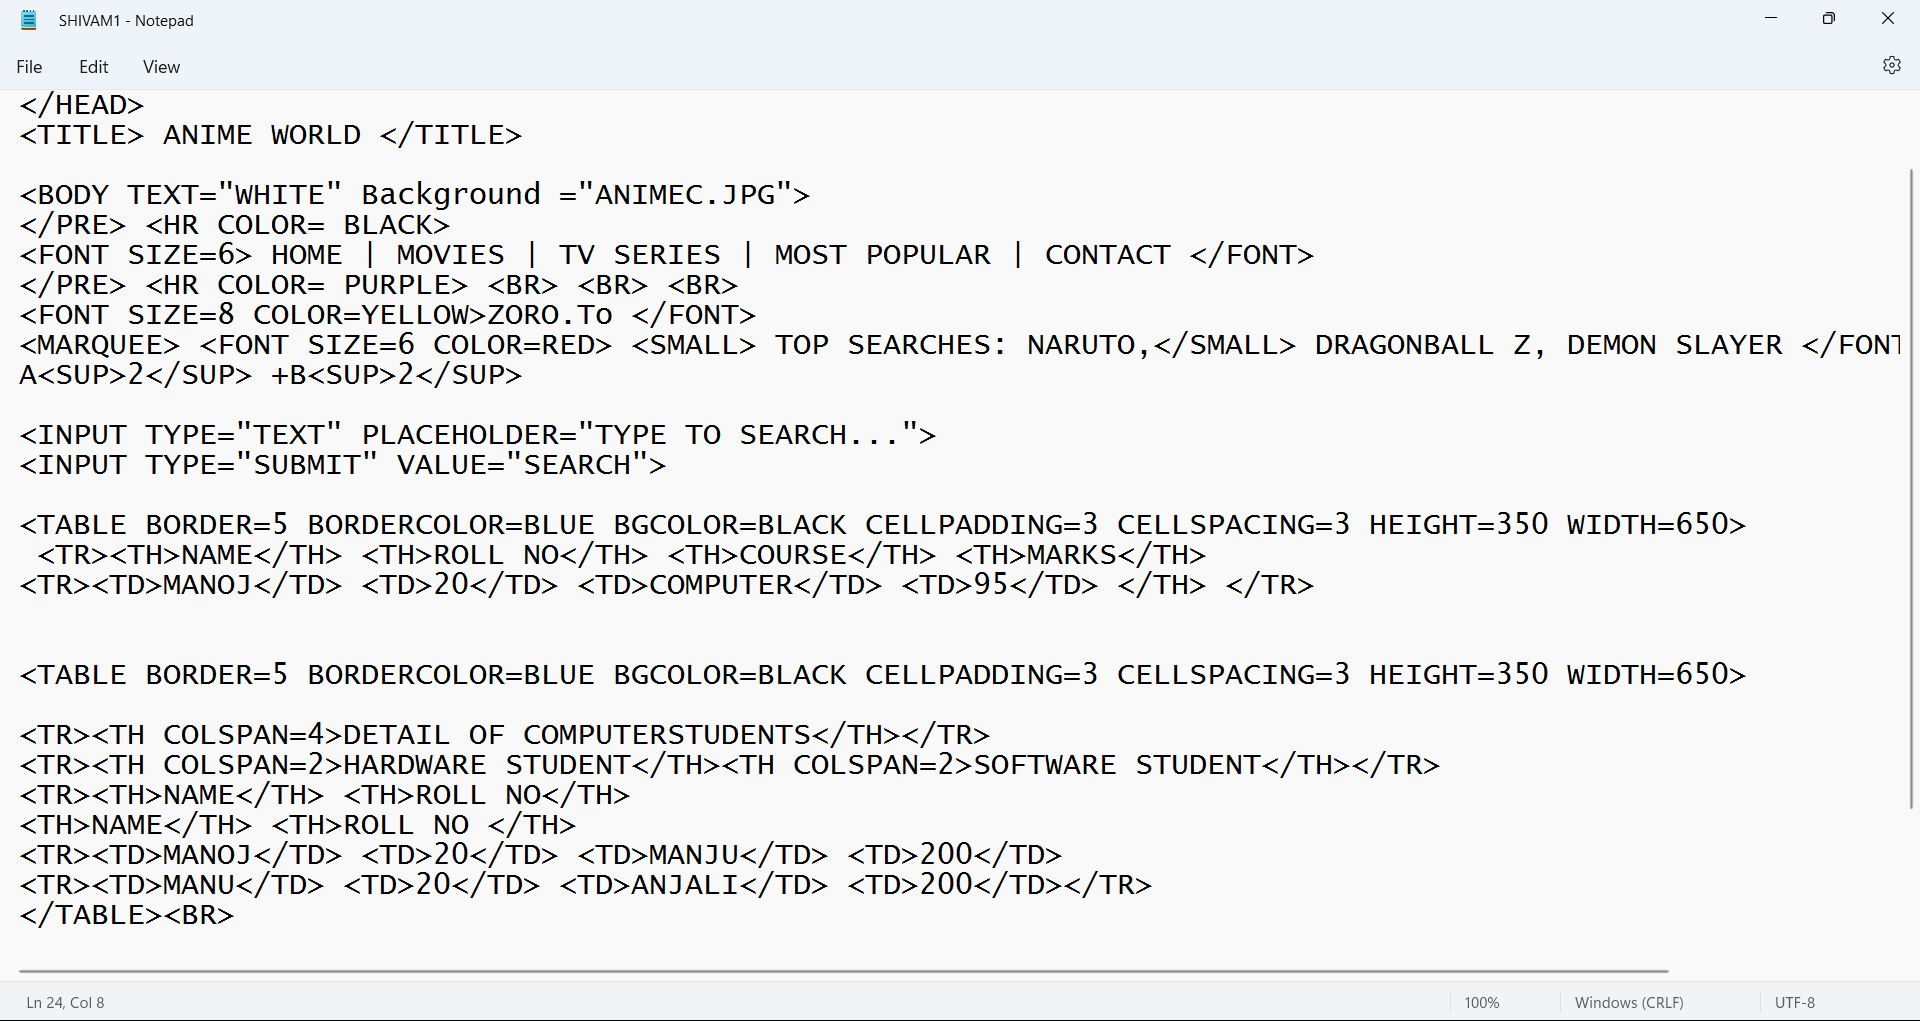 SHIVAM1 - Notepad
File Edit View
</HEAD>
<TITLE> ANIME WORLD </TITLE>
<BODY TEXT="WHITE" Background ="ANIMEC.JPG">
</PRE> <HR COLOR= BLACK>
<FONT SIZE=6> HOME | MOVIES | TV SERIES | MOST POPULAR | CONTACT </FONT>
</PRE> <HR COLOR= PURPLE> <BR> <BR> <BR>
<FONT SIZE=8 COLOR=YELLOW>ZORO.To </FONT>
<MARQUEE> <FONT SIZE=6 COLOR=RED> <SMALL> TOP SEARCHES: NARUTO,</SMALL> DRAGONBALL Z, DEMON SLAYER </FONT
A<SUP>2</SUP> +B<SUP>2</SUP>
<INPUT TYPE="TEXT" PLACEHOLDER="TYPE TO SEARCH...">
<INPUT TYPE="SUBMIT" VALUE="SEARCH">
<TABLE BORDER=5 BORDERCOLOR=BLUE BGCOLOR=BLACK CELLPADDING=3 CELLSPACING=3 HEIGHT=350 WIDTH=650>
<TR><TH>NAME</TH> <TH>ROLL NO</TH> <TH>COURSE</TH> <TH>MARKS</TH>
<TR><TD>MANOJ</TD> <TD>20</TD> <TD>COMPUTER</TD> <TD>95</TD> </TH> </TR>
<TABLE BORDER=5 BORDERCOLOR=BLUE BGCOLOR=BLACK CELLPADDING=3 CELLSPACING=3 HEIGHT=350 WIDTH=650>
<TR><TH COLSPAN=4>DETAIL OF COMPUTERSTUDENTS</TH></TR>
<TR><TH COLSPAN=2>HARDWARE STUDENT</TH><TH COLSPAN=2>SOFTWARE STUDENT</TH></TR>
<TR><TH>NAME</TH> <TH>ROLL NO</TH>
<TH>NAME</TH> <TH>ROLL NO </TH>
<TR><TD>MANOJ</TD> <TD>20</TD> <TD>MANJU</TD> <TD>200</TD>
<TR><TD>MANU</TD> <TD>20</TD> <TD>ANJALI</TD> <TD>200</TD></TR>
</TABLE><BR>
Ln 24, Col 8 100% Windows (CRLF) UTF-8